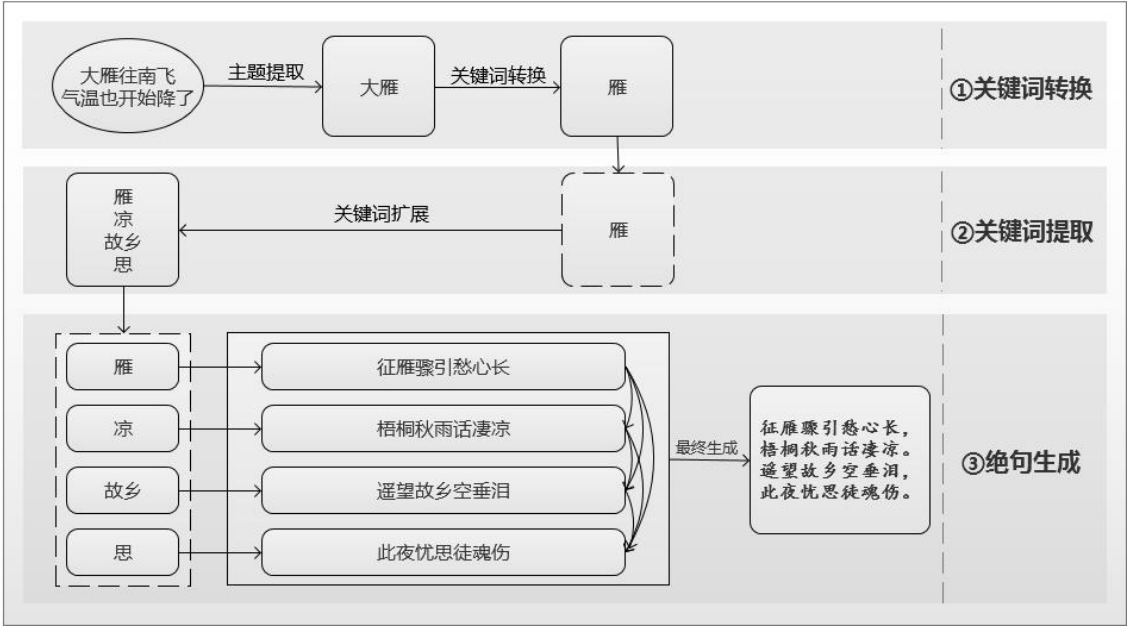 大雁往南飞
气温也开始降了
主题提取
大雁
关键词转换
雁
①关键词转换
雁
凉
故乡
思
关键词扩展
雁
②关键词提取
雁
征雁骤引愁心长
凉
梧桐秋雨话凄凉
故乡
遥望故乡空垂泪
思
此夜忧思徒魂伤
最终生成
征雁骤引愁心长，
梧桐秋雨话凄凉。
遥望故乡空垂泪，
此夜忧思徒魂伤。
③绝句生成